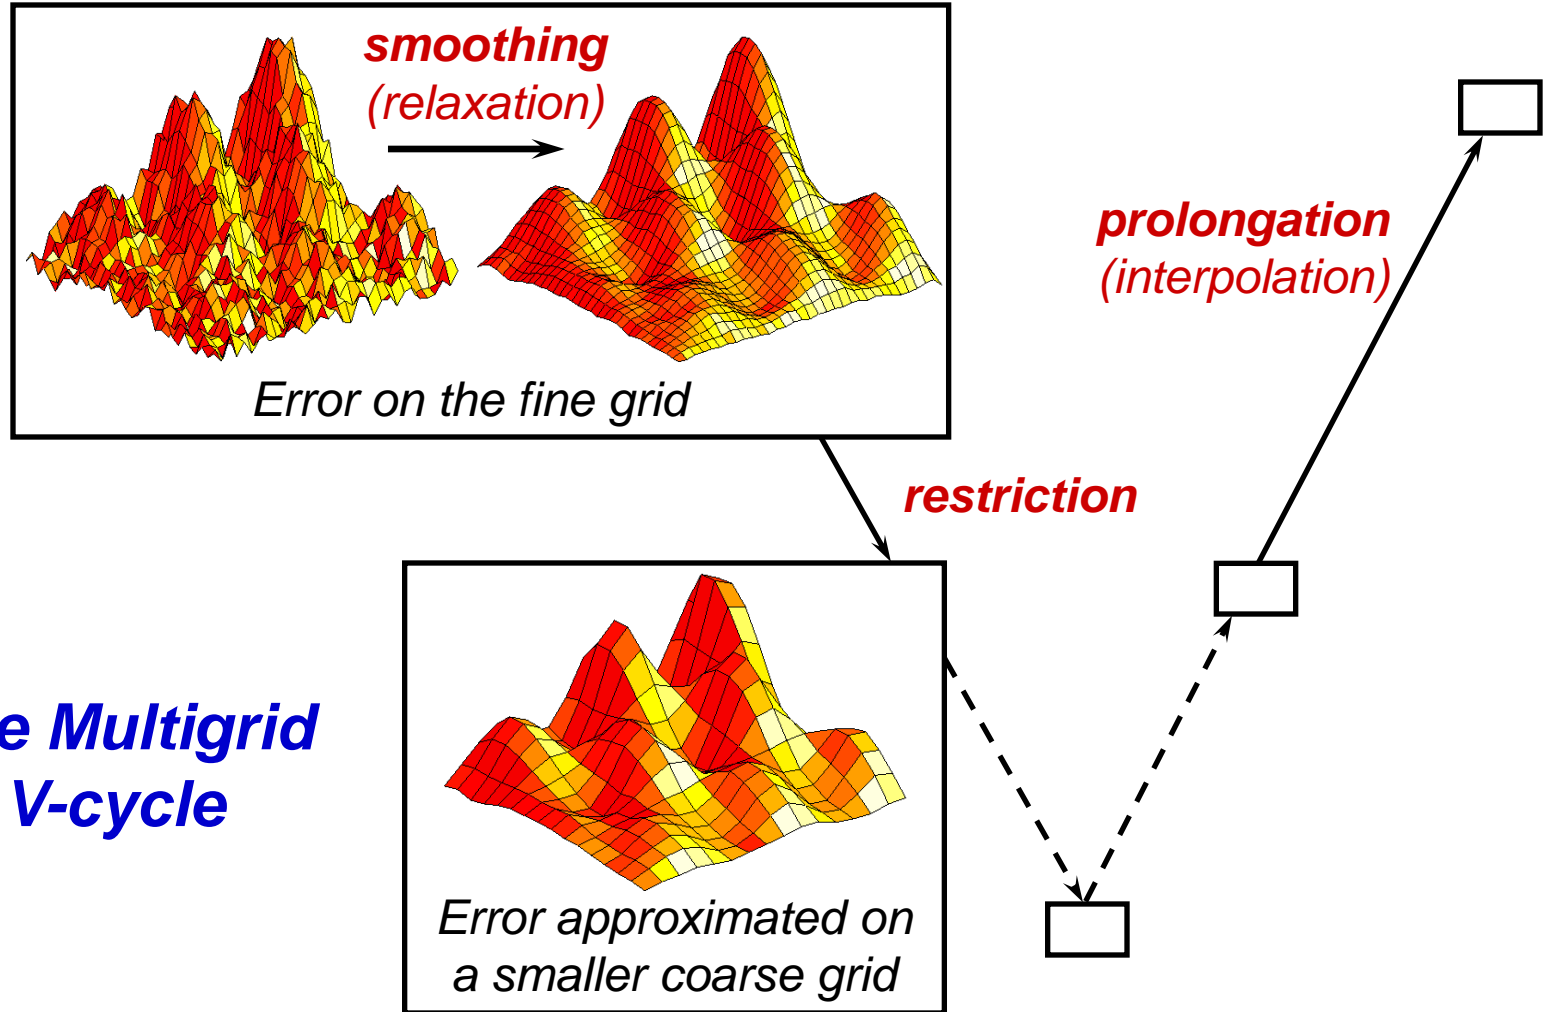 smoothing
(relaxation)
Error on the fine grid
prolongation
(interpolation)
restriction
e Multigrid
V-cycle
Error approximated on
a smaller coarse grid